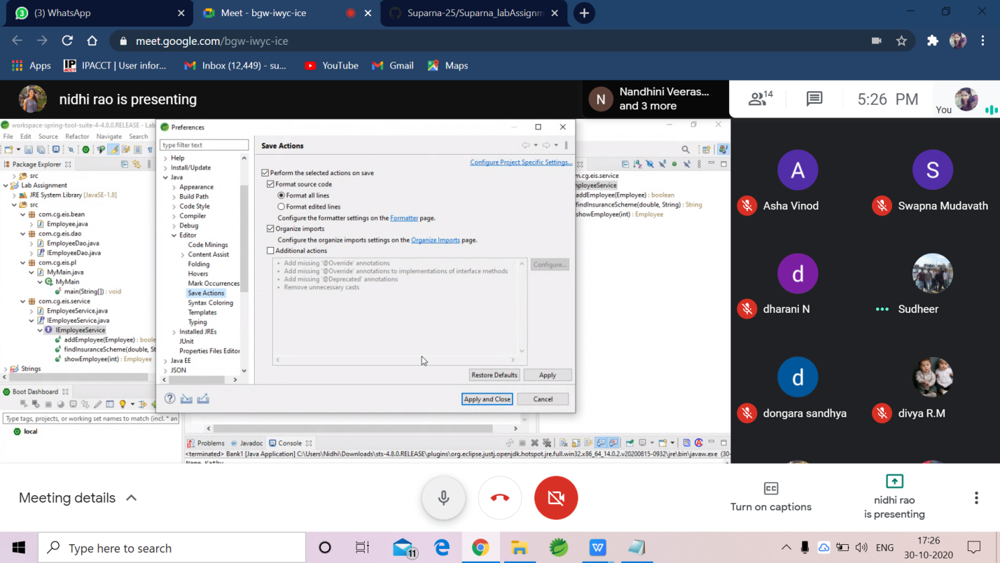 (3) WhatsApp
Meet - bgw-iwyc-ice
Suparna-25/Suparna_labAssignm
meet.google.com/bgw-iwyc-ice
Apps
IPACCT | User infor...
Inbox (12,449) - su...
YouTube
Gmail
Maps
nidhi rao is presenting
N
Nandhini Veeras...
and 3 more
14
5:26 PM
You
workspace-spring-tool-suite-4-4.8.0.RELEASE - Lab
File Edit Source Refactor Navigate Search
Package Explorer
src
Lab Assignment
JRE System Library [JavaSE-1.8]
src
com.cg.eis.bean
Employee.java
com.cg.eis.dao
EmployeeDao.java
IEmployeeDao.java
com.cg.eis.pl
MyMain.java
MyMain
main(String[]) : void
com.cg.eis.service
EmployeeService.java
IEmployeeService.java
IEmployeeService
addEmployee(Employee) : boole
findInsuranceScheme(double, St
showEmployee(int) : Employee
Strings
Boot Dashboard
Type tags, projects, or working set names to match (incl. * an
local
Preferences
type filter text
Help
Install/Update
Java
Appearance
Build Path
Code Style
Compiler
Debug
Editor
Code Minings
Content Assist
Folding
Hovers
Mark Occurrences
Save Actions
Syntax Coloring
Templates
Typing
Installed JREs
JUnit
Properties Files Editor
Java EE
JSON
Save Actions
Configure Project Specific Settings...
Perform the selected actions on save
Format source code
Format all lines
Format edited lines
Configure the formatter settings on the Formatter page.
Organize imports
Configure the organize imports settings on the Organize Imports page.
Additional actions
Add missing '@Override' annotations
Add missing '@Override' annotations to implementations of interface methods
Add missing '@Deprecated' annotations
Remove unnecessary casts
Configure...
Restore Defaults
Apply
Apply and Close
Cancel
m.cg.eis.service
mployeeService
addEmployee(Employee) : boolean
findInsuranceScheme(double, String) : String
showEmployee(int) : Employee
Problems Javadoc Console
<terminated> Bank1 [Java Application] C:\Users\Nidhi\Downloads\sts-4.8.0.RELEASE\plugins\org.eclipse.justj.openjdk.hotspot.jre.full.win32.x86_64_14.0.2.v20200815-0932\jre\bin\javaw.exe (30-
Name Kathy
A
Asha Vinod
S
Swapna Mudavath
d
dharani N
Sudheer
d
dongara sandhya
divya R.M
Meeting details
CC
Turn on captions
nidhi rao
is presenting
Type here to search
11
W
ENG
17:26
30-10-2020